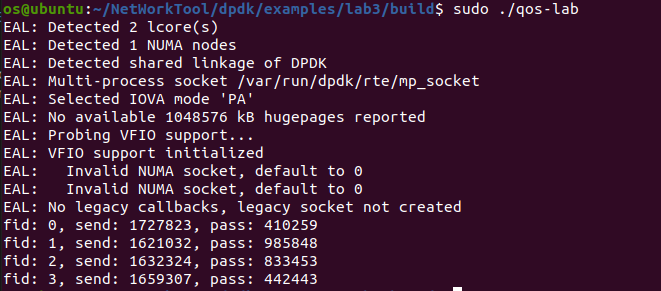 os@ubuntu:~/NetWorkTool/dpdk/examples/lab3/build$ sudo ./qos-lab
EAL: Detected 2 lcore(s)
EAL: Detected 1 NUMA nodes
EAL: Detected shared linkage of DPDK
EAL: Multi-process socket /var/run/dpdk/rte/mp_socket
EAL: Selected IOVA mode 'PA'
EAL: No available 1048576 kB hugepages reported
EAL: Probing VFIO support...
EAL: VFIO support initialized
EAL:   Invalid NUMA socket, default to 0
EAL:   Invalid NUMA socket, default to 0
EAL: No legacy callbacks, legacy socket not created
fid: 0, send: 1727823, pass: 410259
fid: 1, send: 1621032, pass: 985848
fid: 2, send: 1632324, pass: 833453
fid: 3, send: 1659307, pass: 442443